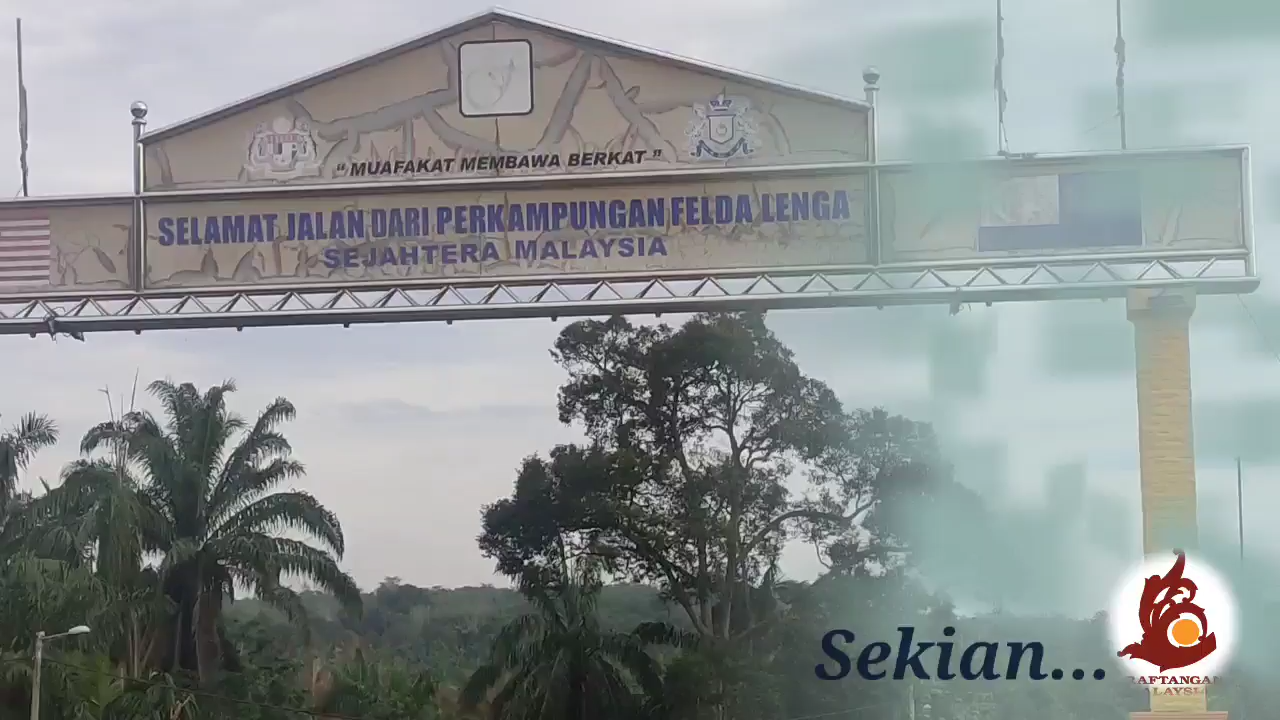 “ MUAFAKAT MEMBAWA BERKAT ”
SELAMAT JALAN DARI PERKAMPUNGAN FELDA LENGA
SEJAHTERA MALAYSIA
Sekian...